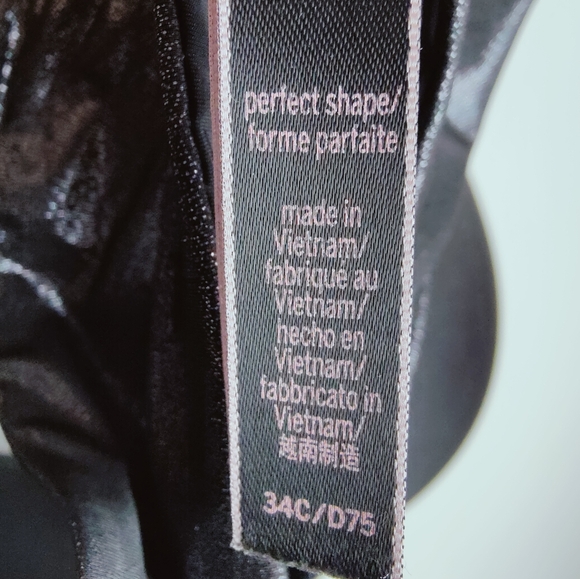 perfect shape/
forme parfaite
made in
Vietnam/
fabriqué au
Vietnam/
hecho en
Vietnam/
fabbricato in
Vietnam/
越南制造
34C/D75